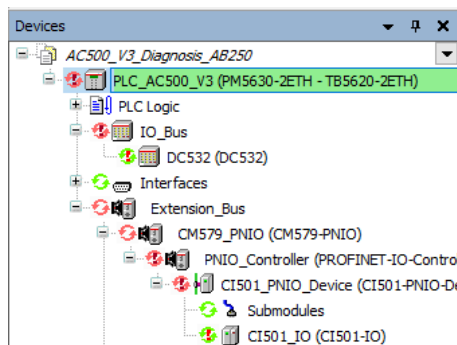 Devices
AC500_V3_Diagnosis_AB250
PLC_AC500_V3 (PM5630-2ETH - TB5620-2ETH)
PLC Logic
IO_Bus
DC532 (DC532)
Interfaces
Extension_Bus
CM579_PNIO (CM579-PNIO)
PNIO_Controller (PROFINET-IO-Contro
CI501_PNIO_Device (CI501-PNIO-De
Submodules
CI501_IO (CI501-IO)